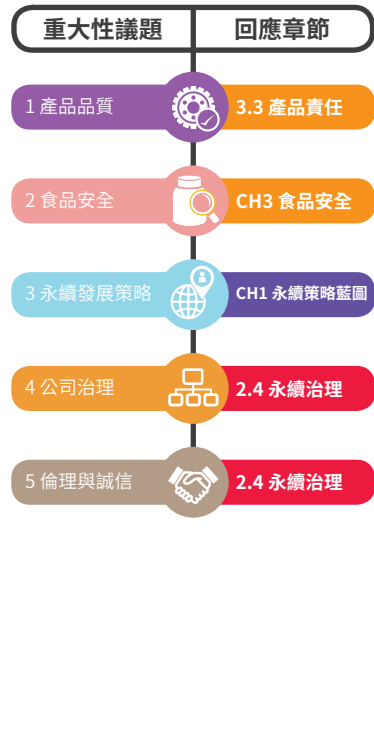 重大性議題 回應章節
1 產品品質 3.3 產品責任
2 食品安全 CH3 食品安全
3 永續發展策略 CH1 永續策略藍圖
4 公司治理 2.4 永續治理
5 倫理與誠信 2.4 永續治理